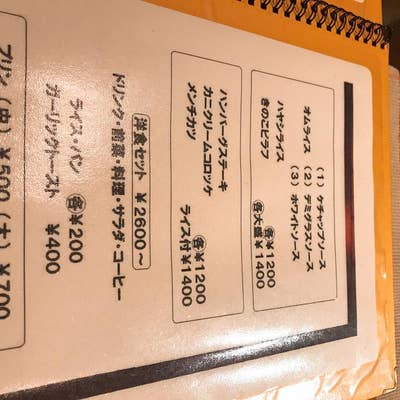 オムライス (1) ケチャップソース
(2) デミグラスソース
(3) ホワイトソース
ハヤシライス
きのこピラフ
各¥1200
各大盛¥1400
ハンバーグステーキ
カニクリームコロッケ
メンチカツ
各¥1200
ライス付¥1400
洋食セット ¥2600〜
ドリンク・前菜・料理・サラダ・コーヒー
ライス・パン 各¥200
ガーリックトースト ¥400
プリン (中) ¥500 (大) ¥700